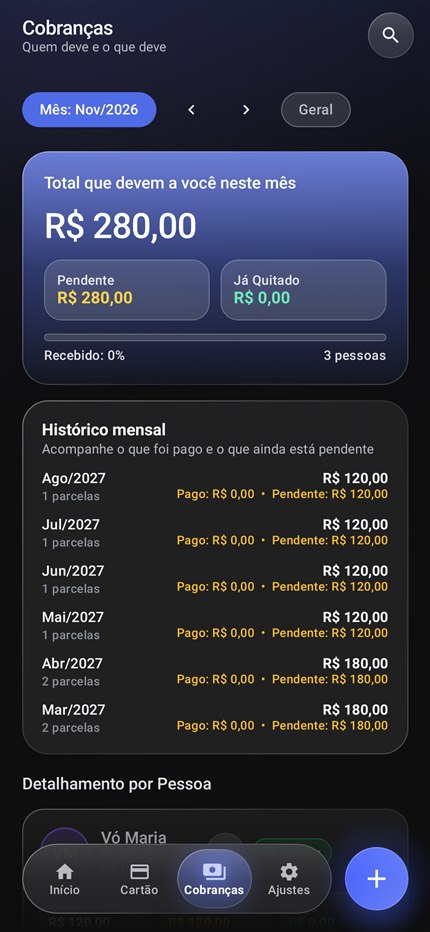 Cobranças
Quem deve e o que deve
Mês: Nov/2026
Geral
Total que devem a você neste mês
R$ 280,00
Pendente
R$ 280,00
Já Quitado
R$ 0,00
Recebido: 0%
3 pessoas
Histórico mensal
Acompanhe o que foi pago e o que ainda está pendente
Ago/2027
R$ 120,00
1 parcelas
Pago: R$ 0,00 • Pendente: R$ 120,00
Jul/2027
R$ 120,00
1 parcelas
Pago: R$ 0,00 • Pendente: R$ 120,00
Jun/2027
R$ 120,00
1 parcelas
Pago: R$ 0,00 • Pendente: R$ 120,00
Mai/2027
R$ 120,00
1 parcelas
Pago: R$ 0,00 • Pendente: R$ 120,00
Abr/2027
R$ 180,00
2 parcelas
Pago: R$ 0,00 • Pendente: R$ 180,00
Mar/2027
R$ 180,00
2 parcelas
Pago: R$ 0,00 • Pendente: R$ 180,00
Detalhamento por Pessoa
Vó Maria
Início
Cartão
Cobranças
Ajustes
R$ 120,00
R$ 120,00
R$ 0,00